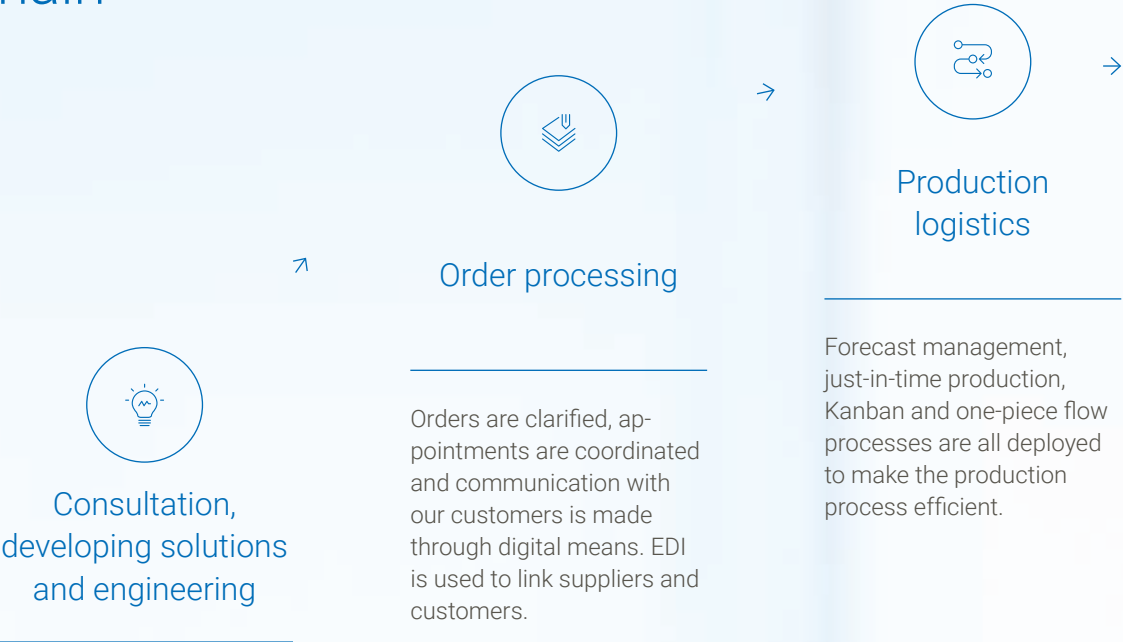 Consultation,
developing solutions
and engineering
Order processing
Orders are clarified, ap-
pointments are coordinated
and communication with
our customers is made
through digital means. EDI
is used to link suppliers and
customers.
Production
logistics
Forecast management,
just-in-time production,
Kanban and one-piece flow
processes are all deployed
to make the production
process efficient.